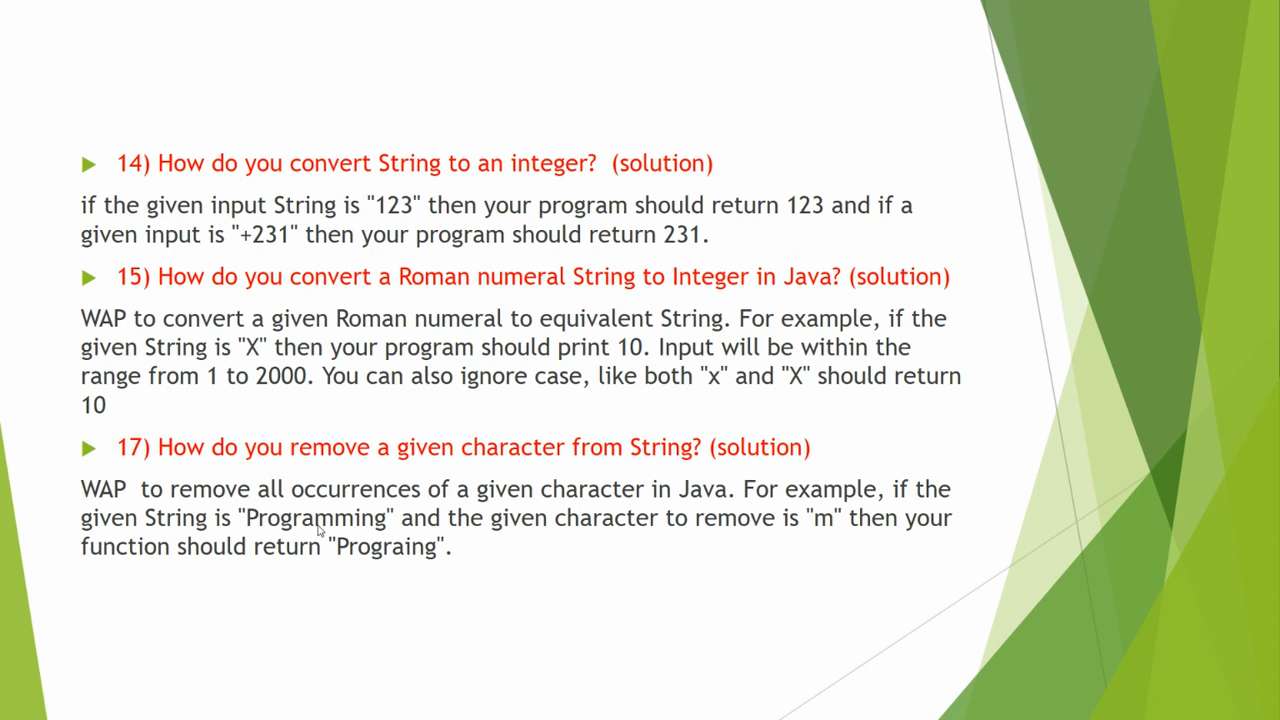 14) How do you convert String to an integer?  (solution)
if the given input String is "123" then your program should return 123 and if a
given input is "+231" then your program should return 231.
15) How do you convert a Roman numeral String to Integer in Java? (solution)
WAP to convert a given Roman numeral to equivalent String. For example, if the
given String is "X" then your program should print 10. Input will be within the
range from 1 to 2000. You can also ignore case, like both "x" and "X" should return
10
17) How do you remove a given character from String? (solution)
WAP  to remove all occurrences of a given character in Java. For example, if the
given String is "Programming" and the given character to remove is "m" then your
function should return "Prograing".